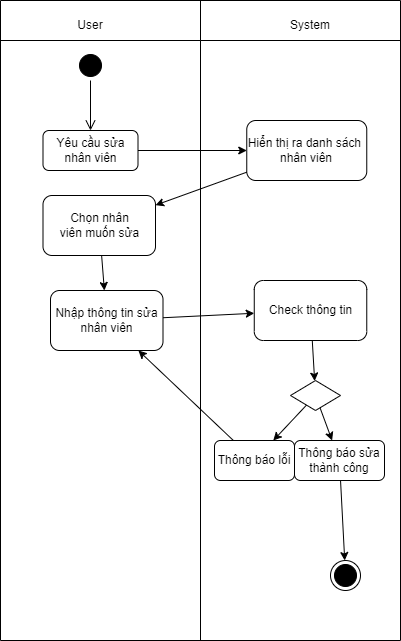 User
System
Yêu cầu sửa
nhân viên
Hiển thị ra danh sách
nhân viên
Chọn nhân
viên muốn sửa
Nhập thông tin sửa
nhân viên
Check thông tin
Thông báo lỗi
Thông báo sửa
thành công